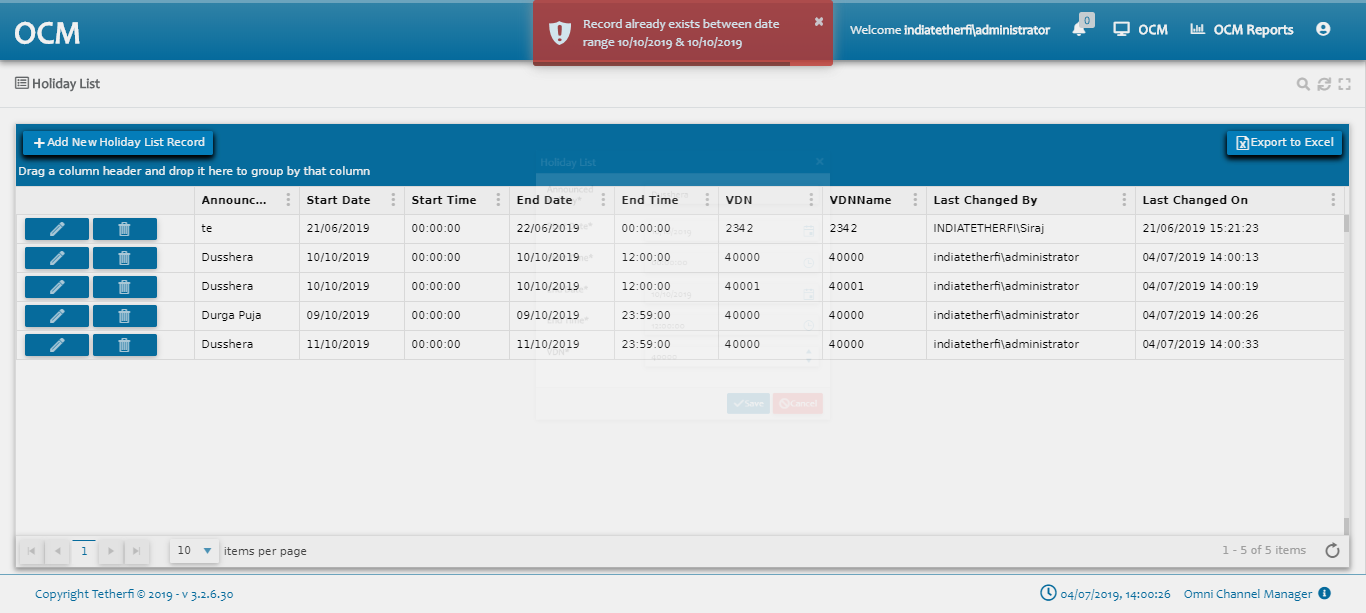 OCM
Record already exists between date
range 10/10/2019 & 10/10/2019
Welcome indiatetherfi\administrator
0
OCM
OCM Reports
Holiday List
Add New Holiday List Record
Export to Excel
Drag a column header and drop it here to group by that column
Holiday List
Announc... Start Date Start Time End Date End Time VDN VDNName Last Changed By Last Changed On
te 21/06/2019 00:00:00 22/06/2019 00:00:00 2342 2342 INDIATETHERFI\Siraj 21/06/2019 15:21:23
Dusshera 10/10/2019 00:00:00 10/10/2019 12:00:00 40000 40000 indiatetherfi\administrator 04/07/2019 14:00:13
Dusshera 10/10/2019 00:00:00 10/10/2019 12:00:00 40001 40001 indiatetherfi\administrator 04/07/2019 14:00:19
Durga Puja 09/10/2019 00:00:00 09/10/2019 23:59:00 40000 40000 indiatetherfi\administrator 04/07/2019 14:00:26
Dusshera 11/10/2019 00:00:00 11/10/2019 23:59:00 40000 40000 indiatetherfi\administrator 04/07/2019 14:00:33
Save Cancel
1 10 items per page 1 - 5 of 5 items
Copyright Tetherfi © 2019 - v 3.2.6.30 04/07/2019, 14:00:26 Omni Channel Manager